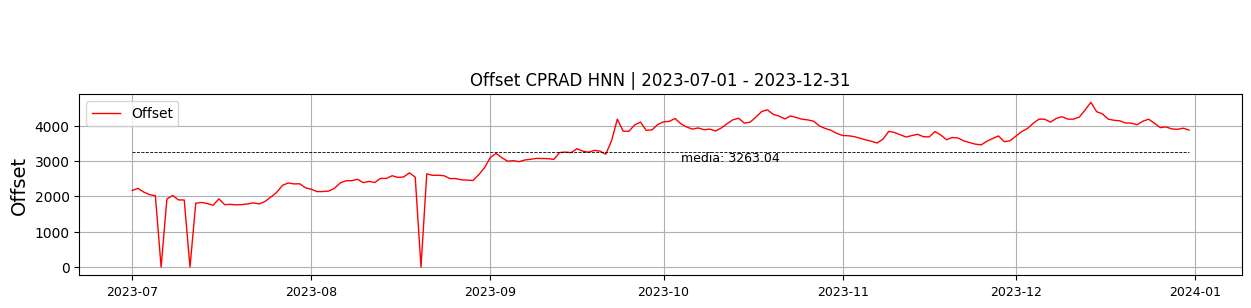 Offset CPRAD HNN | 2023-07-01 - 2023-12-31
Offset
Offset
4000
3000
2000
1000
0
media: 3263.04
2023-07 2023-08 2023-09 2023-10 2023-11 2023-12 2024-01